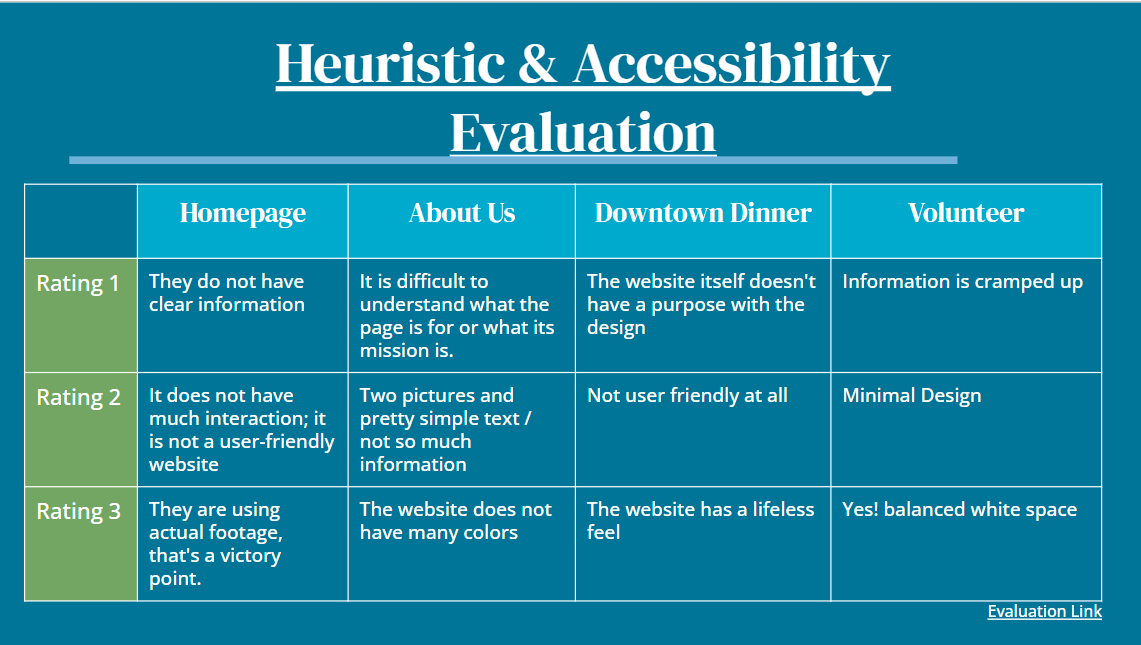 Heuristic & Accessibility
Evaluation
Homepage
About Us
Downtown Dinner
Volunteer
Rating 1
They do not have
clear information
It is difficult to
understand what the
page is for or what its
mission is.
The website itself doesn't
have a purpose with the
design
Information is cramped up
Rating 2
It does not have
much interaction; it
is not a user-friendly
website
Two pictures and
pretty simple text /
not so much
information
Not user friendly at all
Minimal Design
Rating 3
They are using
actual footage,
that's a victory
point.
The website does not
have many colors
The website has a lifeless
feel
Yes! balanced white space
Evaluation Link